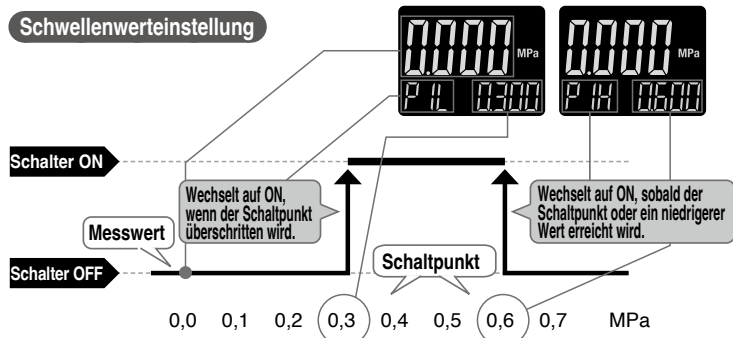 Schwellenwerteinstellung
0.000 MPa
P 1L 0.300
0.000 MPa
P 1H 0.600
Schalter ON
Wechselt auf ON,
wenn der Schaltpunkt
überschritten wird.
Wechselt auf ON, sobald der
Schaltpunkt oder ein niedrigerer
Wert erreicht wird.
Messwert
Schaltpunkt
Schalter OFF
0,0 0,1 0,2 0,3 0,4 0,5 0,6 0,7 MPa